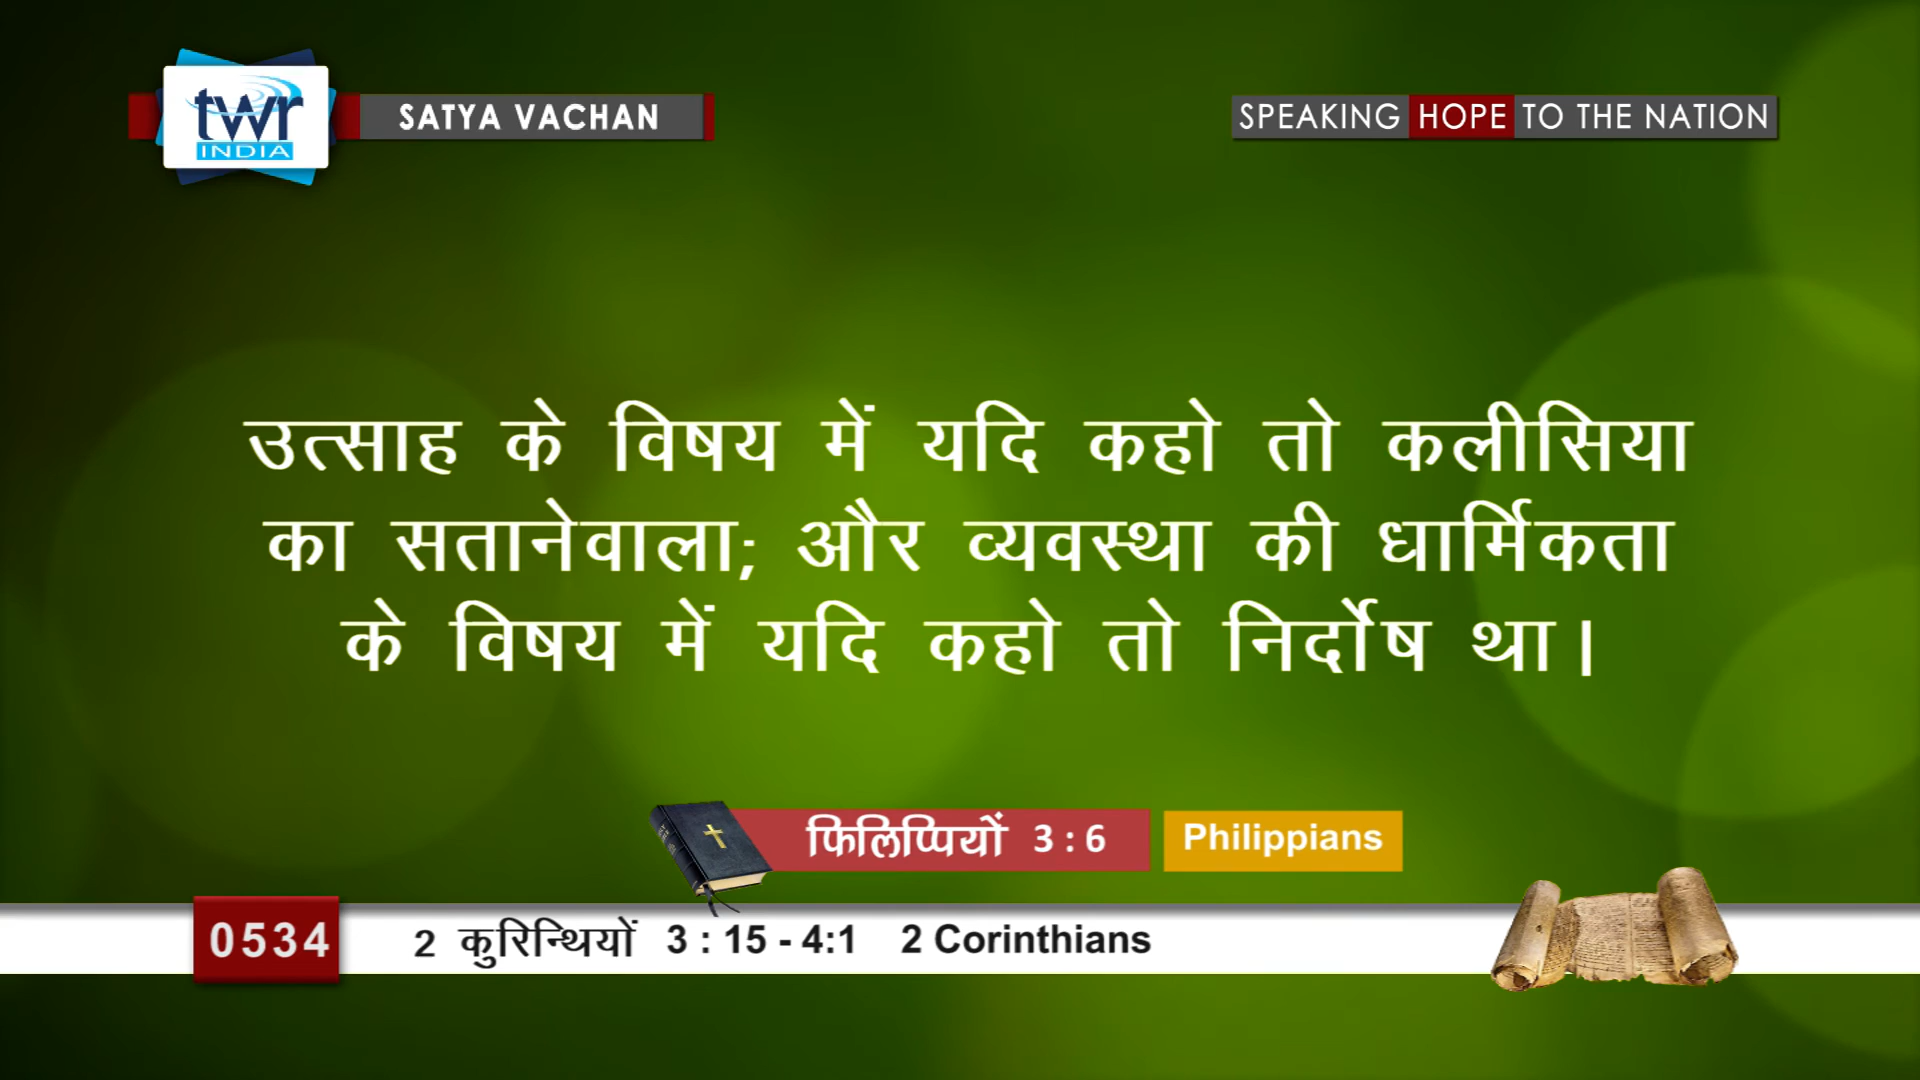 twr
INDIA
SATYA VACHAN
SPEAKING HOPE TO THE NATION
उत्साह के विषय में यदि कहो तो कलीसिया
का सतानेवाला; और व्यवस्था की धार्मिकता
के विषय में यदि कहो तो निर्दोष था।
फिलिप्पियों 3 : 6 Philippians
0534 2 कुरिन्थियों 3 : 15 - 4:1 2 Corinthians